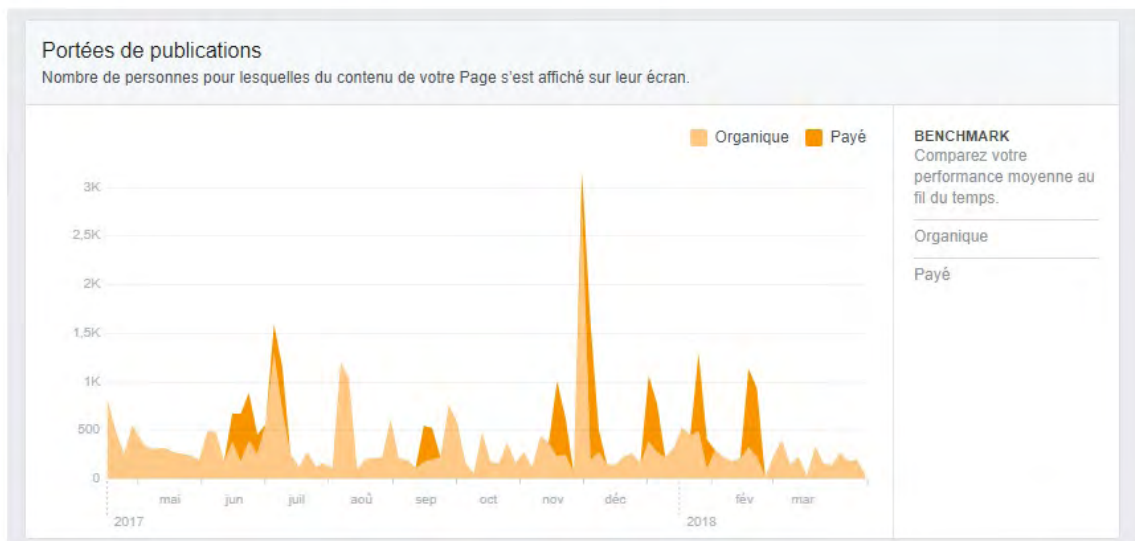 Portées de publications
Nombre de personnes pour lesquelles du contenu de votre Page s'est affiché sur leur écran.
Organique Payé
BENCHMARK
Comparez votre
performance moyenne au
fil du temps.
Organique
Payé
3K
2,5K
2K
1,5K
1K
500
0
mai jun juil aoû sep oct nov déc fév mar
2017 2018